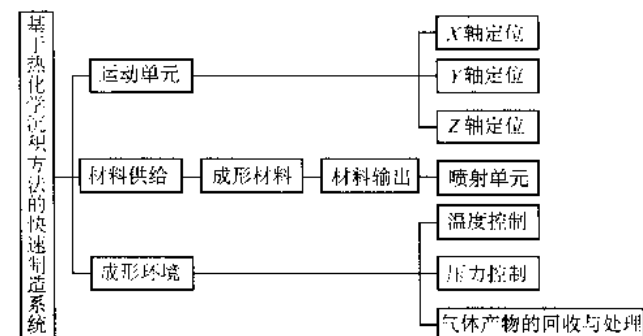 基于热化学沉积方法的快速制造系统
运动单元
X轴定位
Y轴定位
Z轴定位
材料供给
成形材料
材料输出
喷射单元
成形环境
温度控制
压力控制
气体产物的回收与处理